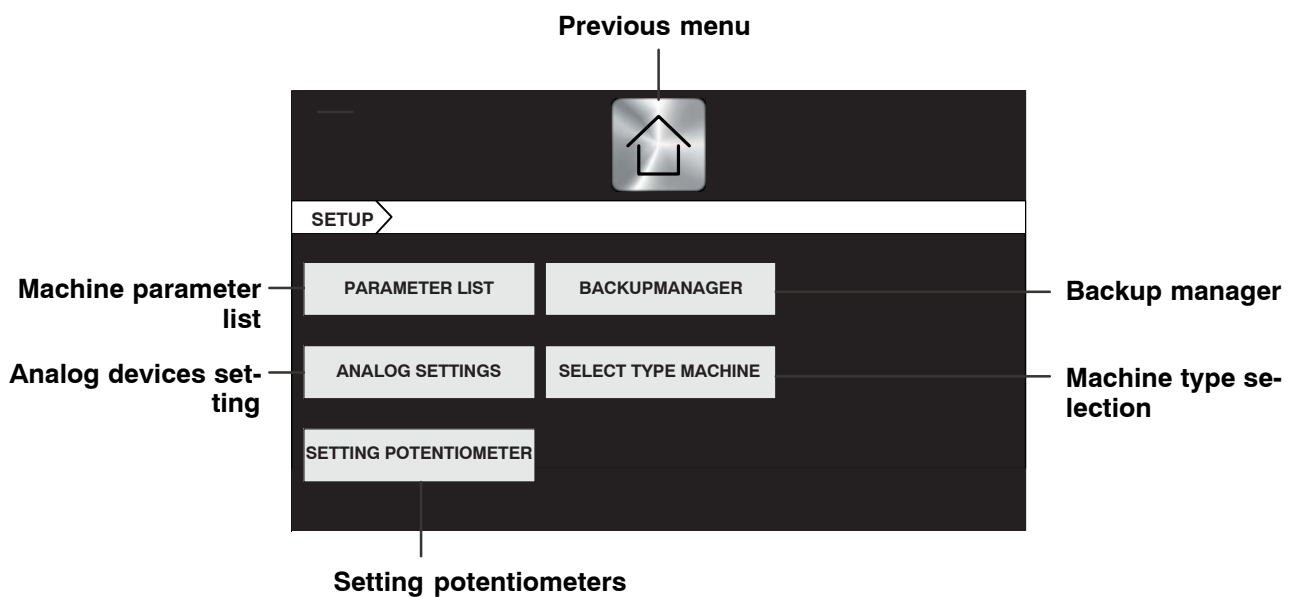 Previous menu
SETUP
Machine parameter
list
PARAMETER LIST
BACKUPMANAGER
Backup manager
Analog devices set-
ting
ANALOG SETTINGS
SELECT TYPE MACHINE
Machine type se-
lection
SETTING POTENTIOMETER
Setting potentiometers